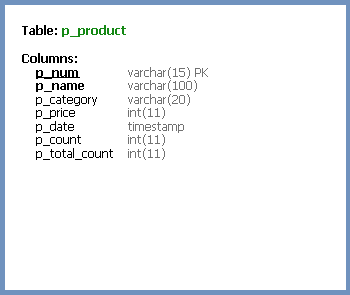 Table: p_product
Columns:
p_num varchar(15) PK
p_name varchar(100)
p_category varchar(20)
p_price int(11)
p_date timestamp
p_count int(11)
p_total_count int(11)